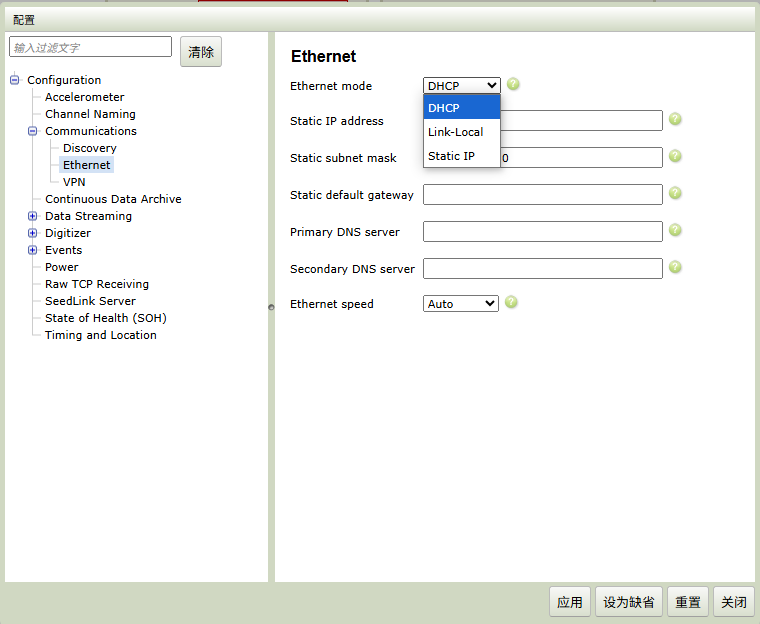 配置
输入过滤文字
清除
Configuration
Accelerometer
Channel Naming
Communications
Discovery
Ethernet
VPN
Continuous Data Archive
Data Streaming
Digitizer
Events
Power
Raw TCP Receiving
SeedLink Server
State of Health (SOH)
Timing and Location
Ethernet
Ethernet mode DHCP
DHCP
Link-Local
Static IP
Static IP address
Static subnet mask 0
Static default gateway
Primary DNS server
Secondary DNS server
Ethernet speed Auto
应用 设为缺省 重置 关闭